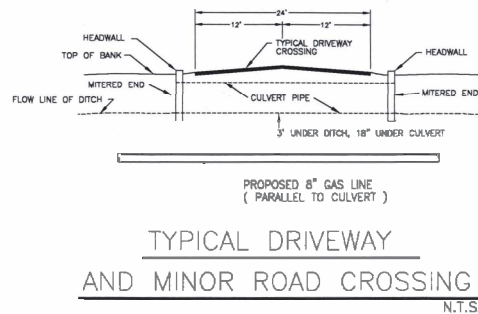 24'
12' 12'
HEADWALL
TYPICAL DRIVEWAY
CROSSING
HEADWALL
TOP OF BANK
MITERED END
MITERED END
FLOW LINE OF DITCH
CULVERT PIPE
3' UNDER DITCH, 18" UNDER CULVERT
PROPOSED 8" GAS LINE
( PARALLEL TO CULVERT )
TYPICAL DRIVEWAY
AND MINOR ROAD CROSSING
N.T.S.